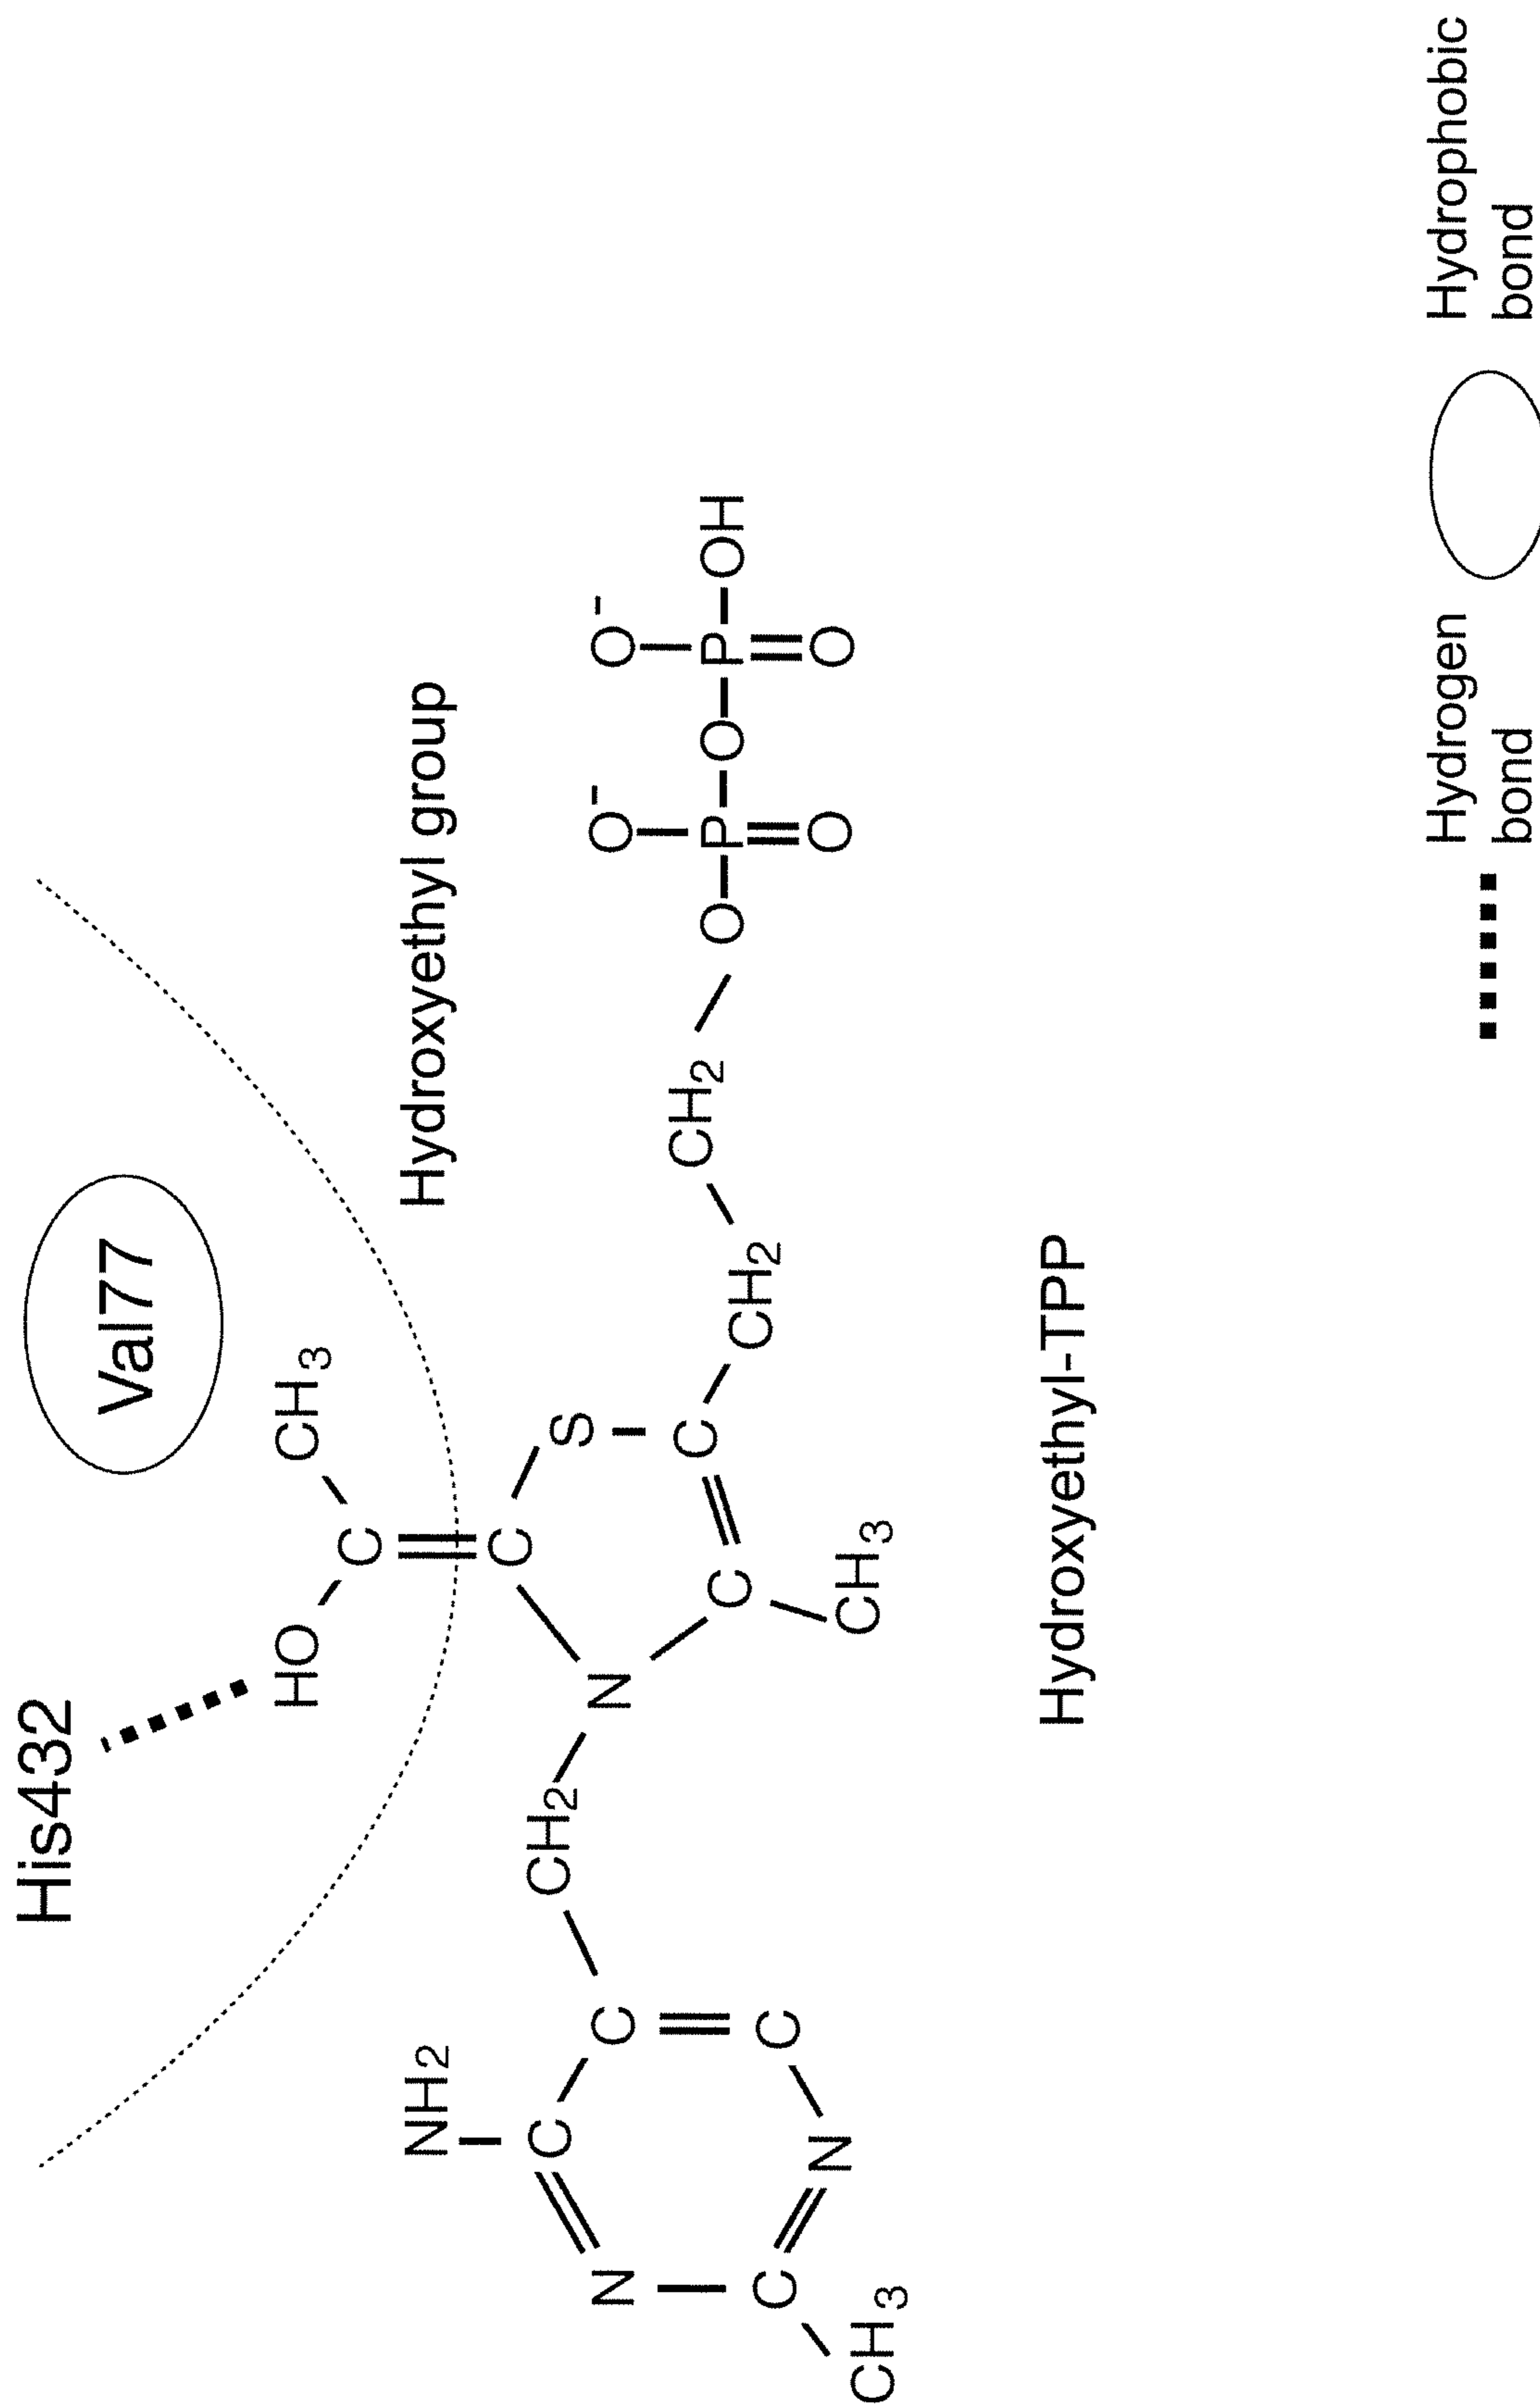 His432
Val77
HO
CH3
C
NH2
Hydroxyethyl group
C
C
CH2
S
N
C
N
O-
O-
C
CH2
O
P
O
P
OH
C
CH2
C
C
N
O
O
CH3
CH3
Hydroxyethyl-TPP
Hydrogen
bond
Hydrophobic
bond